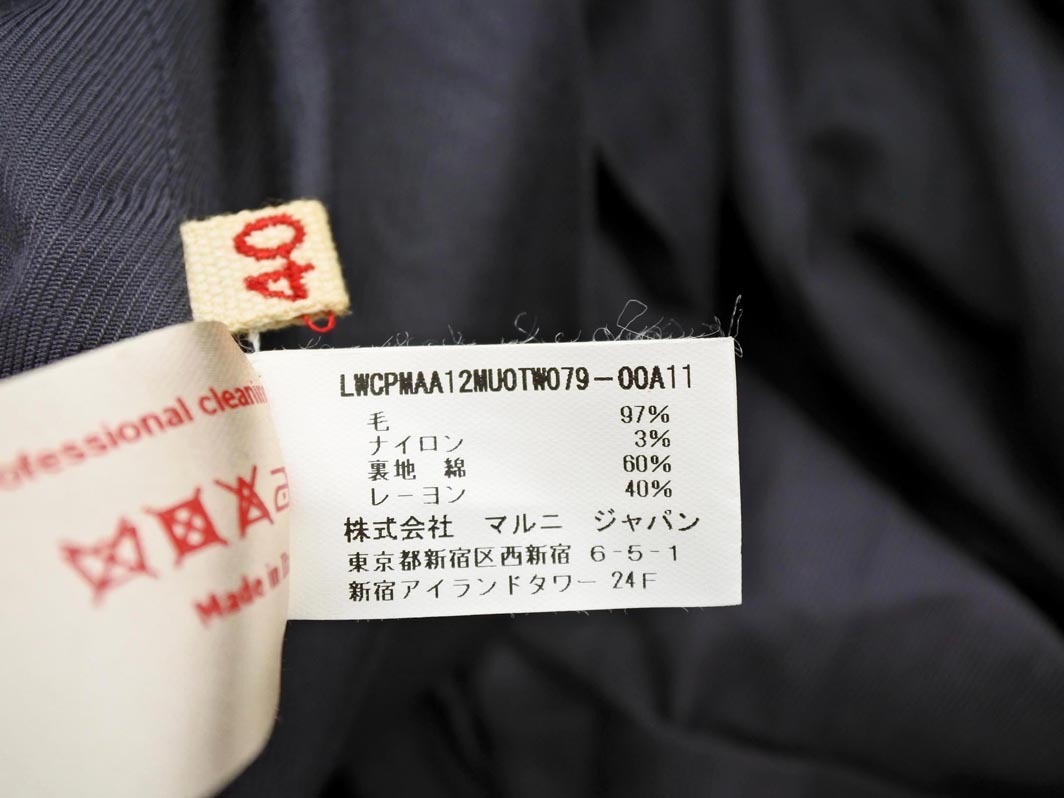 40
LWCPMAA12MU0TW079-00A11
毛 97%
ナイロン 3%
裏地 綿 60%
レーヨン 40%
株式会社 マルニ ジャパン
東京都新宿区西新宿 6-5-1
新宿アイランドタワー 24F
Made in